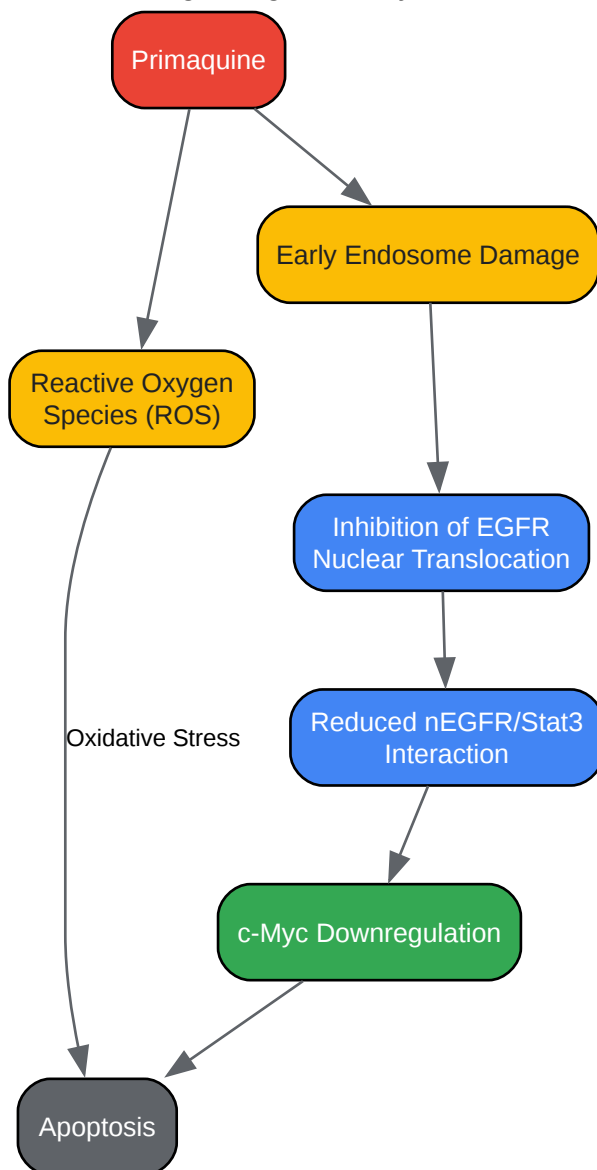 Primaquine
Early Endosome Damage
Reactive Oxygen
Species (ROS)
Inhibition of EGFR
Nuclear Translocation
Reduced nEGFR/Stat3
Interaction
Oxidative Stress
c-Myc Downregulation
Apoptosis